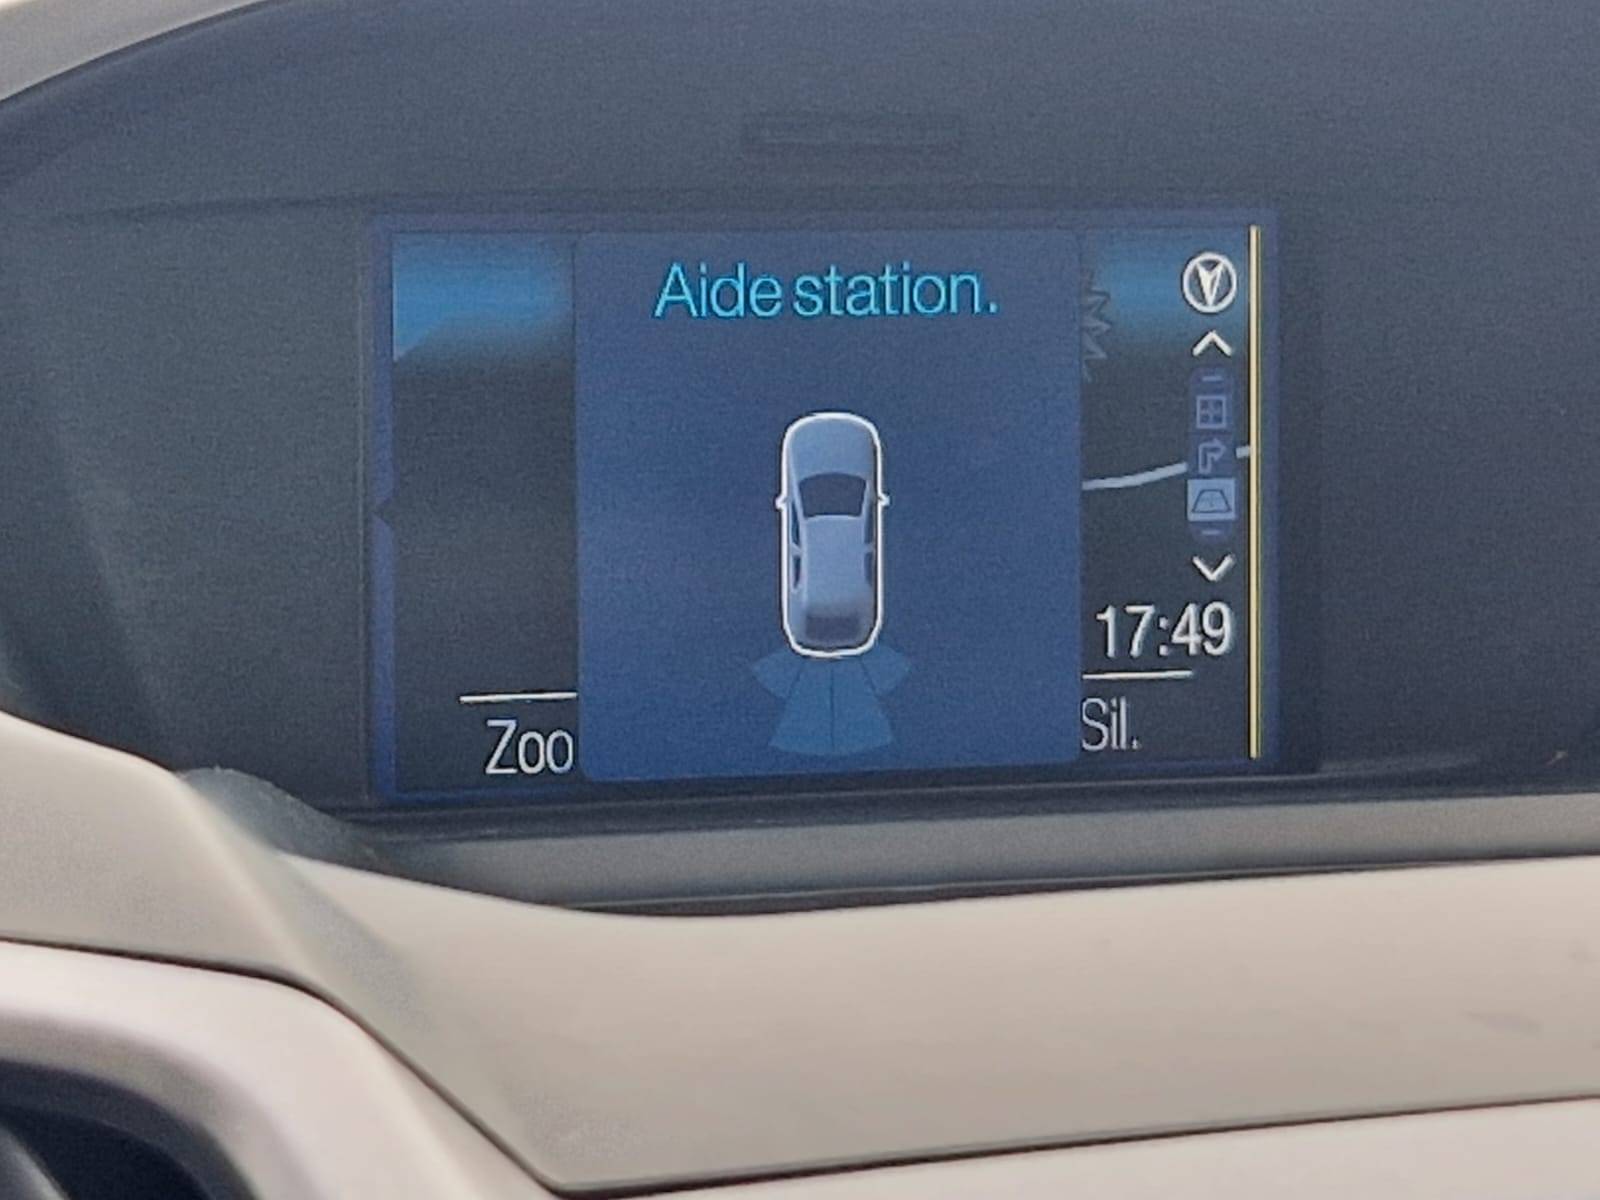 Aide station.
17:49
Zoo
Sil.